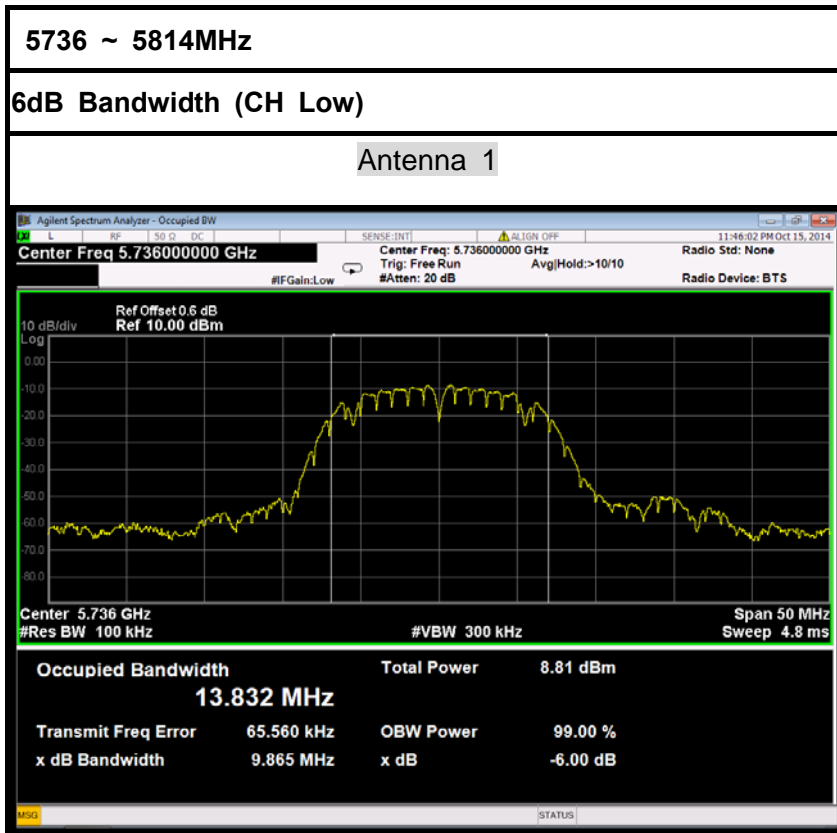 5736 ~ 5814MHz
6dB Bandwidth (CH Low)
Antenna 1
Agilent Spectrum Analyzer - Occupied BW
L RF 50 Ω DC SENSE:INT ALIGN OFF 11:46:02 PM Oct 15, 2014
Center Freq 5.736000000 GHz Center Freq: 5.736000000 GHz Radio Std: None
Trig: Free Run Avg|Hold:>10/10
#IFGain:Low #Atten: 20 dB Radio Device: BTS
Ref Offset 0.6 dB
10 dB/div Ref 10.00 dBm
Log
0.00
-10.0
-20.0
-30.0
-40.0
-50.0
-60.0
-70.0
-80.0
Center 5.736 GHz Span 50 MHz
#Res BW 100 kHz #VBW 300 kHz Sweep 4.8 ms
Occupied Bandwidth Total Power 8.81 dBm
13.832 MHz
Transmit Freq Error 65.560 kHz OBW Power 99.00 %
x dB Bandwidth 9.865 MHz x dB -6.00 dB
MSG STATUS